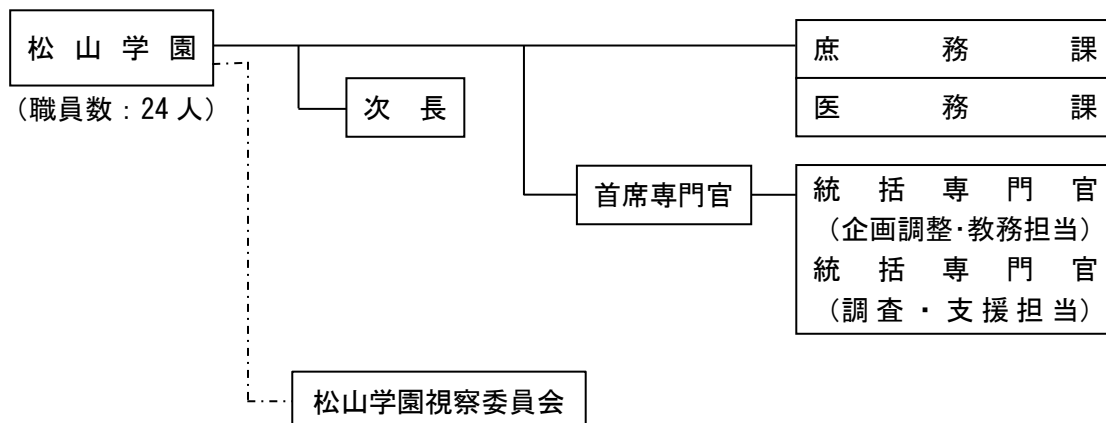 松山学園
庶務課
（職員数：24人）
次長
医務課
首席専門官
統括専門官
（企画調整・教務担当）
統括専門官
（調査・支援担当）
松山学園視察委員会